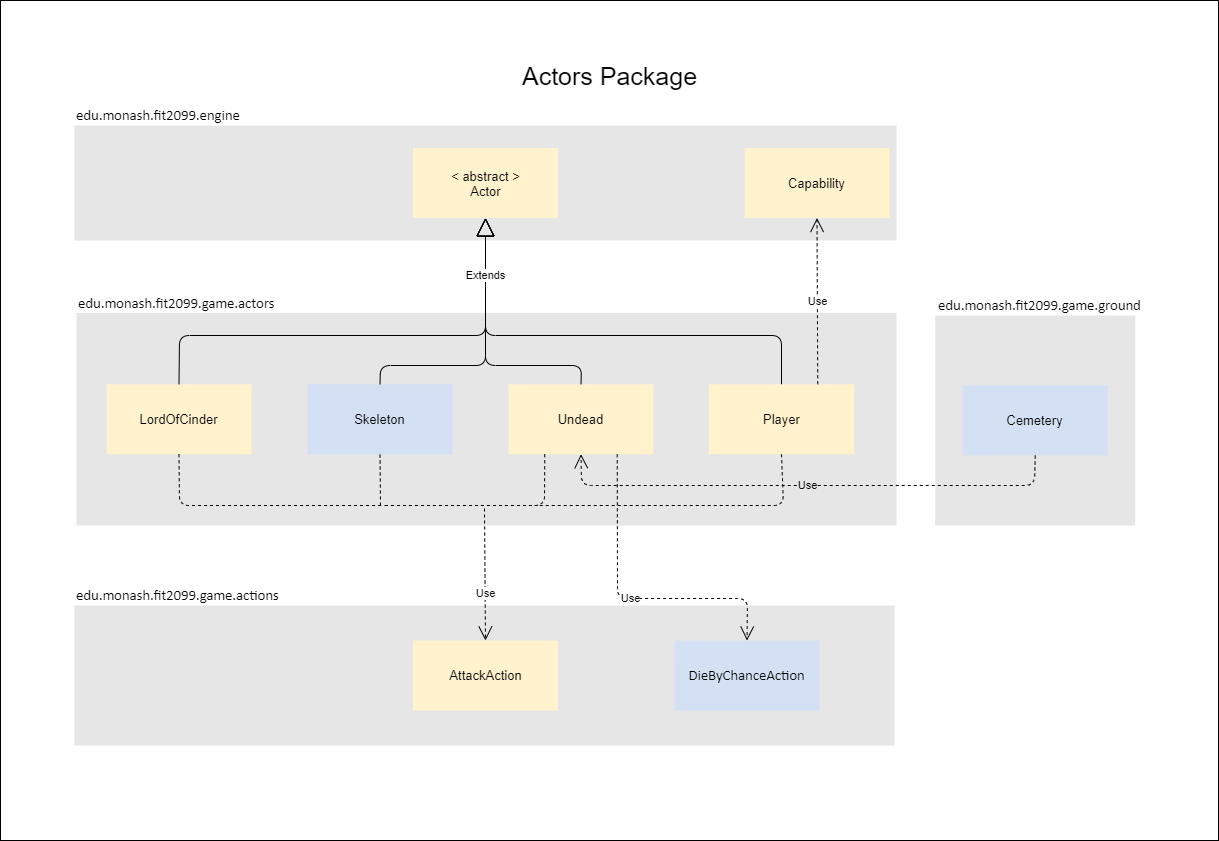 Actors Package
edu.monash.fit2099.engine
< abstract >
Actor
Capability
Extends
Use
edu.monash.fit2099.game.actors
edu.monash.fit2099.game.ground
LordOfCinder
Skeleton
Undead
Player
Cemetery
Use
Use
Use
edu.monash.fit2099.game.actions
AttackAction
DieByChanceAction